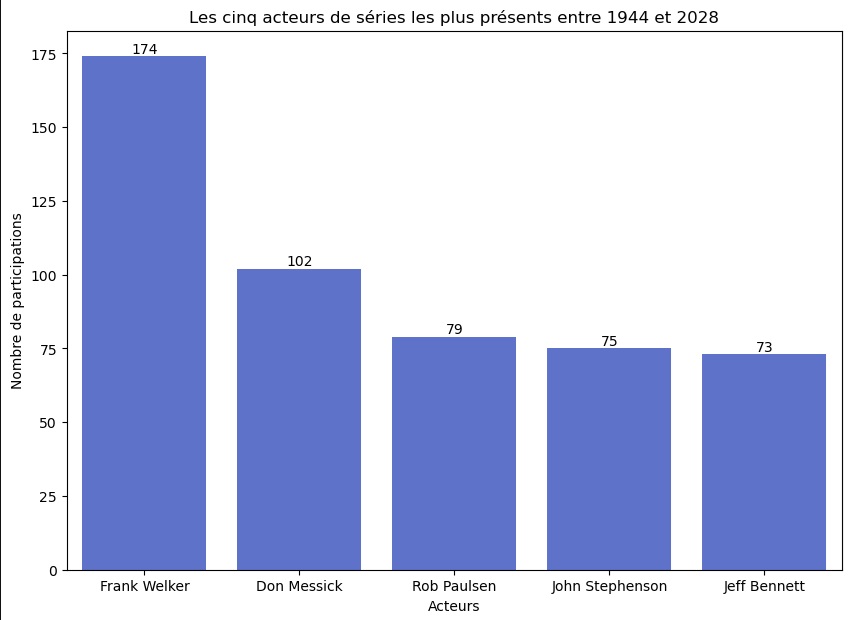 Les cinq acteurs de séries les plus présents entre 1944 et 2028
Nombre de participations
175
150
125
100
75
50
25
0
174
102
79
75
73
Frank Welker
Don Messick
Rob Paulsen
John Stephenson
Jeff Bennett
Acteurs